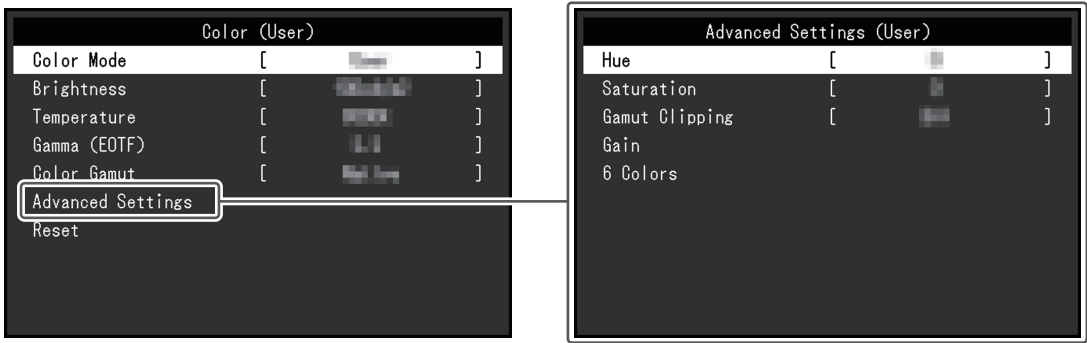 Color (User)
Color Mode [ ]
Brightness [ ]
Temperature [ ]
Gamma (EOTF) [ ]
Color Gamut [ ]
Advanced Settings
Reset
Advanced Settings (User)
Hue [ ]
Saturation [ ]
Gamut Clipping [ ]
Gain
6 Colors